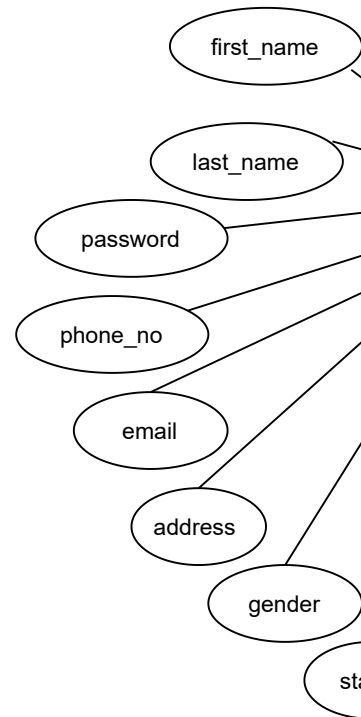 first_name
last_name
password
phone_no
email
address
gender